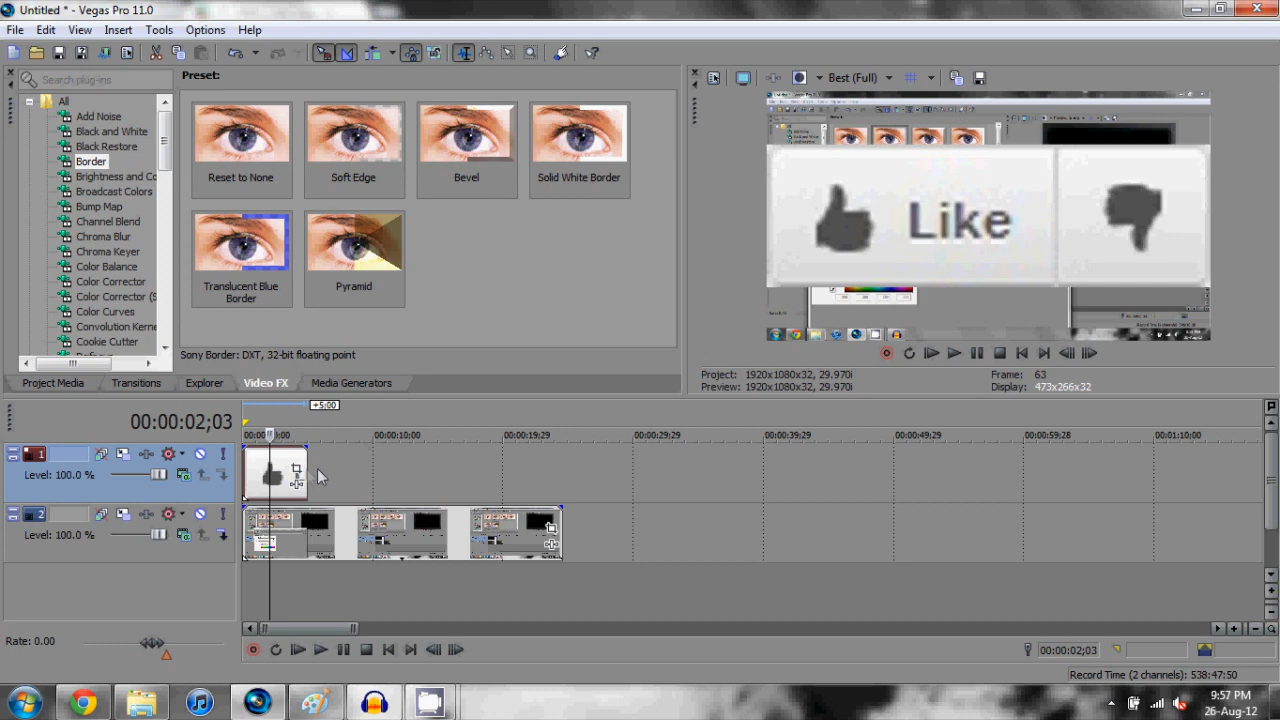 Untitled * - Vegas Pro 11.0
File Edit View Insert Tools Options Help
Search plug-ins
Preset:
Best (Full)
All
Add Noise
Black and White
Black Restore
Border
Brightness and Co
Broadcast Colors
Bump Map
Channel Blend
Chroma Blur
Chroma Keyer
Color Balance
Color Corrector
Color Corrector (S
Color Curves
Convolution Kerne
Cookie Cutter
Reset to None
Soft Edge
Bevel
Solid White Border
Translucent Blue
Border
Pyramid
Sony Border: DXT, 32-bit floating point
Project Media Transitions Explorer Video FX Media Generators
Like
Project: 1920x1080x32, 29.970i
Preview: 1920x1080x32, 29.970i
Frame: 63
Display: 473x266x32
00:00:02;03
+5:00
00:00:10;00 00:00:19;29 00:00:29;29 00:00:39;29 00:00:49;29 00:00:59;28 00:01:10;00
1
Level: 100.0 %
2
Level: 100.0 %
Rate: 0.00
00:00:02;03
Record Time (2 channels): 538:47:50
9:57 PM
26-Aug-12